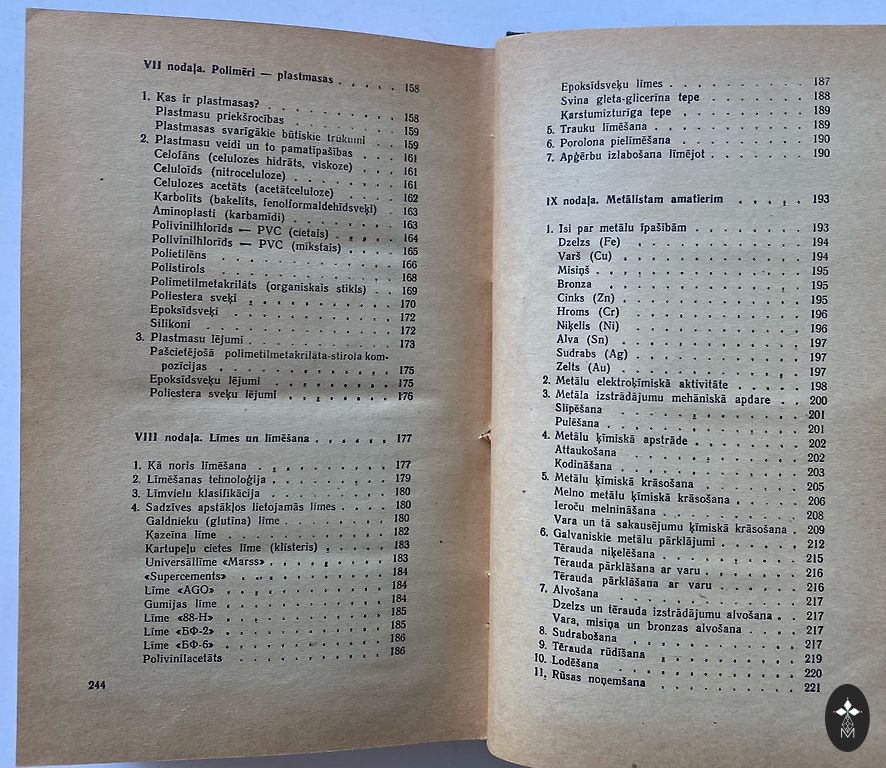 VII nodaļa. Polimēri — plastmasas . . . . . 158
1. Kas ir plastmasas? . . . . . 158
Plastmasu priekšrocības . . . . . 159
Plastmasas svarīgākie būtiskie trūkumi . . . . . 159
2. Plastmasu veidi un to pamatīpašības . . . . . 161
Celofāns (celulozes hidrāts, viskoze) . . . . . 161
Celuloīds (nitroceluloze) . . . . . 161
Celulozes acetāts (acetātceluloze) . . . . . 162
Karbolīts (bakelīts, fenolformaldehīdsveķi) . . . . . 163
Aminoplasti (karbamīdi) . . . . . 163
Polivinilhlorīds — PVC (cietais) . . . . . 164
Polivinilhlorīds — PVC (mīkstais) . . . . . 165
Polietilēns . . . . . 166
Polistirols . . . . . 168
Polimetilmetakrilāts (organiskais stikls) . . . . . 169
Poliestera sveķi . . . . . 170
Epoksīdsveķi . . . . . 172
Silikoni . . . . . 172
3. Plastmasu lējumi . . . . . 173
Pašcietējošā polimetilmetakrilāta-stirola kom-
pozīcijas . . . . . 175
Epoksīdsveķu lējumi . . . . . 175
Poliestera sveķu lējumi . . . . . 176
VIII nodaļa. Līmes un līmēšana . . . . . 177
1. Kā noris līmēšana . . . . . 177
2. Līmēšanas tehnoloģija . . . . . 179
3. Līmvielu klasifikācija . . . . . 180
4. Sadzīves apstākļos lietojamās līmes . . . . . 180
Galdnieku (glutīna) līme . . . . . 180
Kazeīna līme . . . . . 182
Kartupeļu cietes līme (klīsteris) . . . . . 183
Universāllīme «Marss» . . . . . 183
«Supercements» . . . . . 184
Līme «AGO» . . . . . 184
Gumijas līme . . . . . 184
Līme «88-H» . . . . . 185
Līme «БФ-2» . . . . . 185
Līme «БФ-6» . . . . . 186
Polivinilacetāts . . . . . 186
244
Epoksīdsveķu līmes . . . . . 187
Svina gleta-glicerīna tepe . . . . . 188
Karstumizturīga tepe . . . . . 189
5. Trauku līmēšana . . . . . 189
6. Porolona pielīmēšana . . . . . 190
7. Apģērbu izlabošana līmējot . . . . . 190
IX nodaļa. Metālistam amatierim . . . . . 193
1. Isi par metālu īpašībām . . . . . 193
Dzelzs (Fe) . . . . . 194
Varš (Cu) . . . . . 194
Misiņš . . . . . 195
Bronza . . . . . 195
Cinks (Zn) . . . . . 195
Hroms (Cr) . . . . . 196
Niķelis (Ni) . . . . . 196
Alva (Sn) . . . . . 197
Sudrabs (Ag) . . . . . 197
Zelts (Au) . . . . . 197
2. Metālu elektroķīmiskā aktivitāte . . . . . 198
3. Metāla izstrādājumu mehāniskā apdare . . . . . 200
Slīpēšana . . . . . 201
Pulēšana . . . . . 201
4. Metālu ķīmiskā apstrāde . . . . . 202
Attaukošana . . . . . 202
Kodināšana . . . . . 203
5. Metālu ķīmiskā krāsošana . . . . . 205
Melno metālu ķīmiskā krāsošana . . . . . 206
Ieroču melnināšana . . . . . 208
Vara un tā sakausējumu ķīmiskā krāsošana . 209
6. Galvaniskie metālu pārklājumi . . . . . 212
Tērauda niķelēšana . . . . . 215
Tērauda pārklāšana ar varu . . . . . 216
Tērauda pārklāšana ar varu . . . . . 216
7. Alvošana . . . . . 217
Dzelzs un tērauda izstrādājumu alvošana . . 217
Vara, misiņa un bronzas alvošana . . . . . 217
8. Sudrabošana . . . . . 217
9. Tērauda rūdīšana . . . . . 219
10. Lodēšana . . . . . 220
11. Rūsas noņemšana . . . . . 221
M